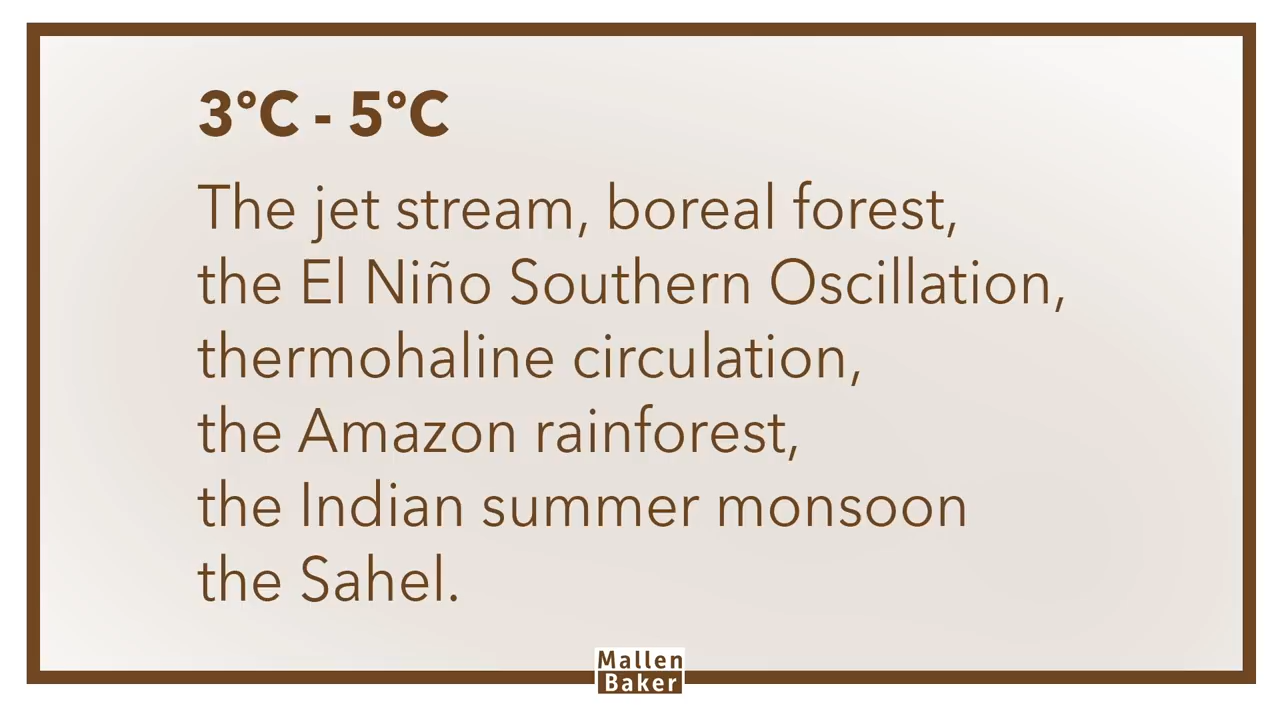 3°C - 5°C
The jet stream, boreal forest,
the El Niño Southern Oscillation,
thermohaline circulation,
the Amazon rainforest,
the Indian summer monsoon
the Sahel.
Mallen
Baker